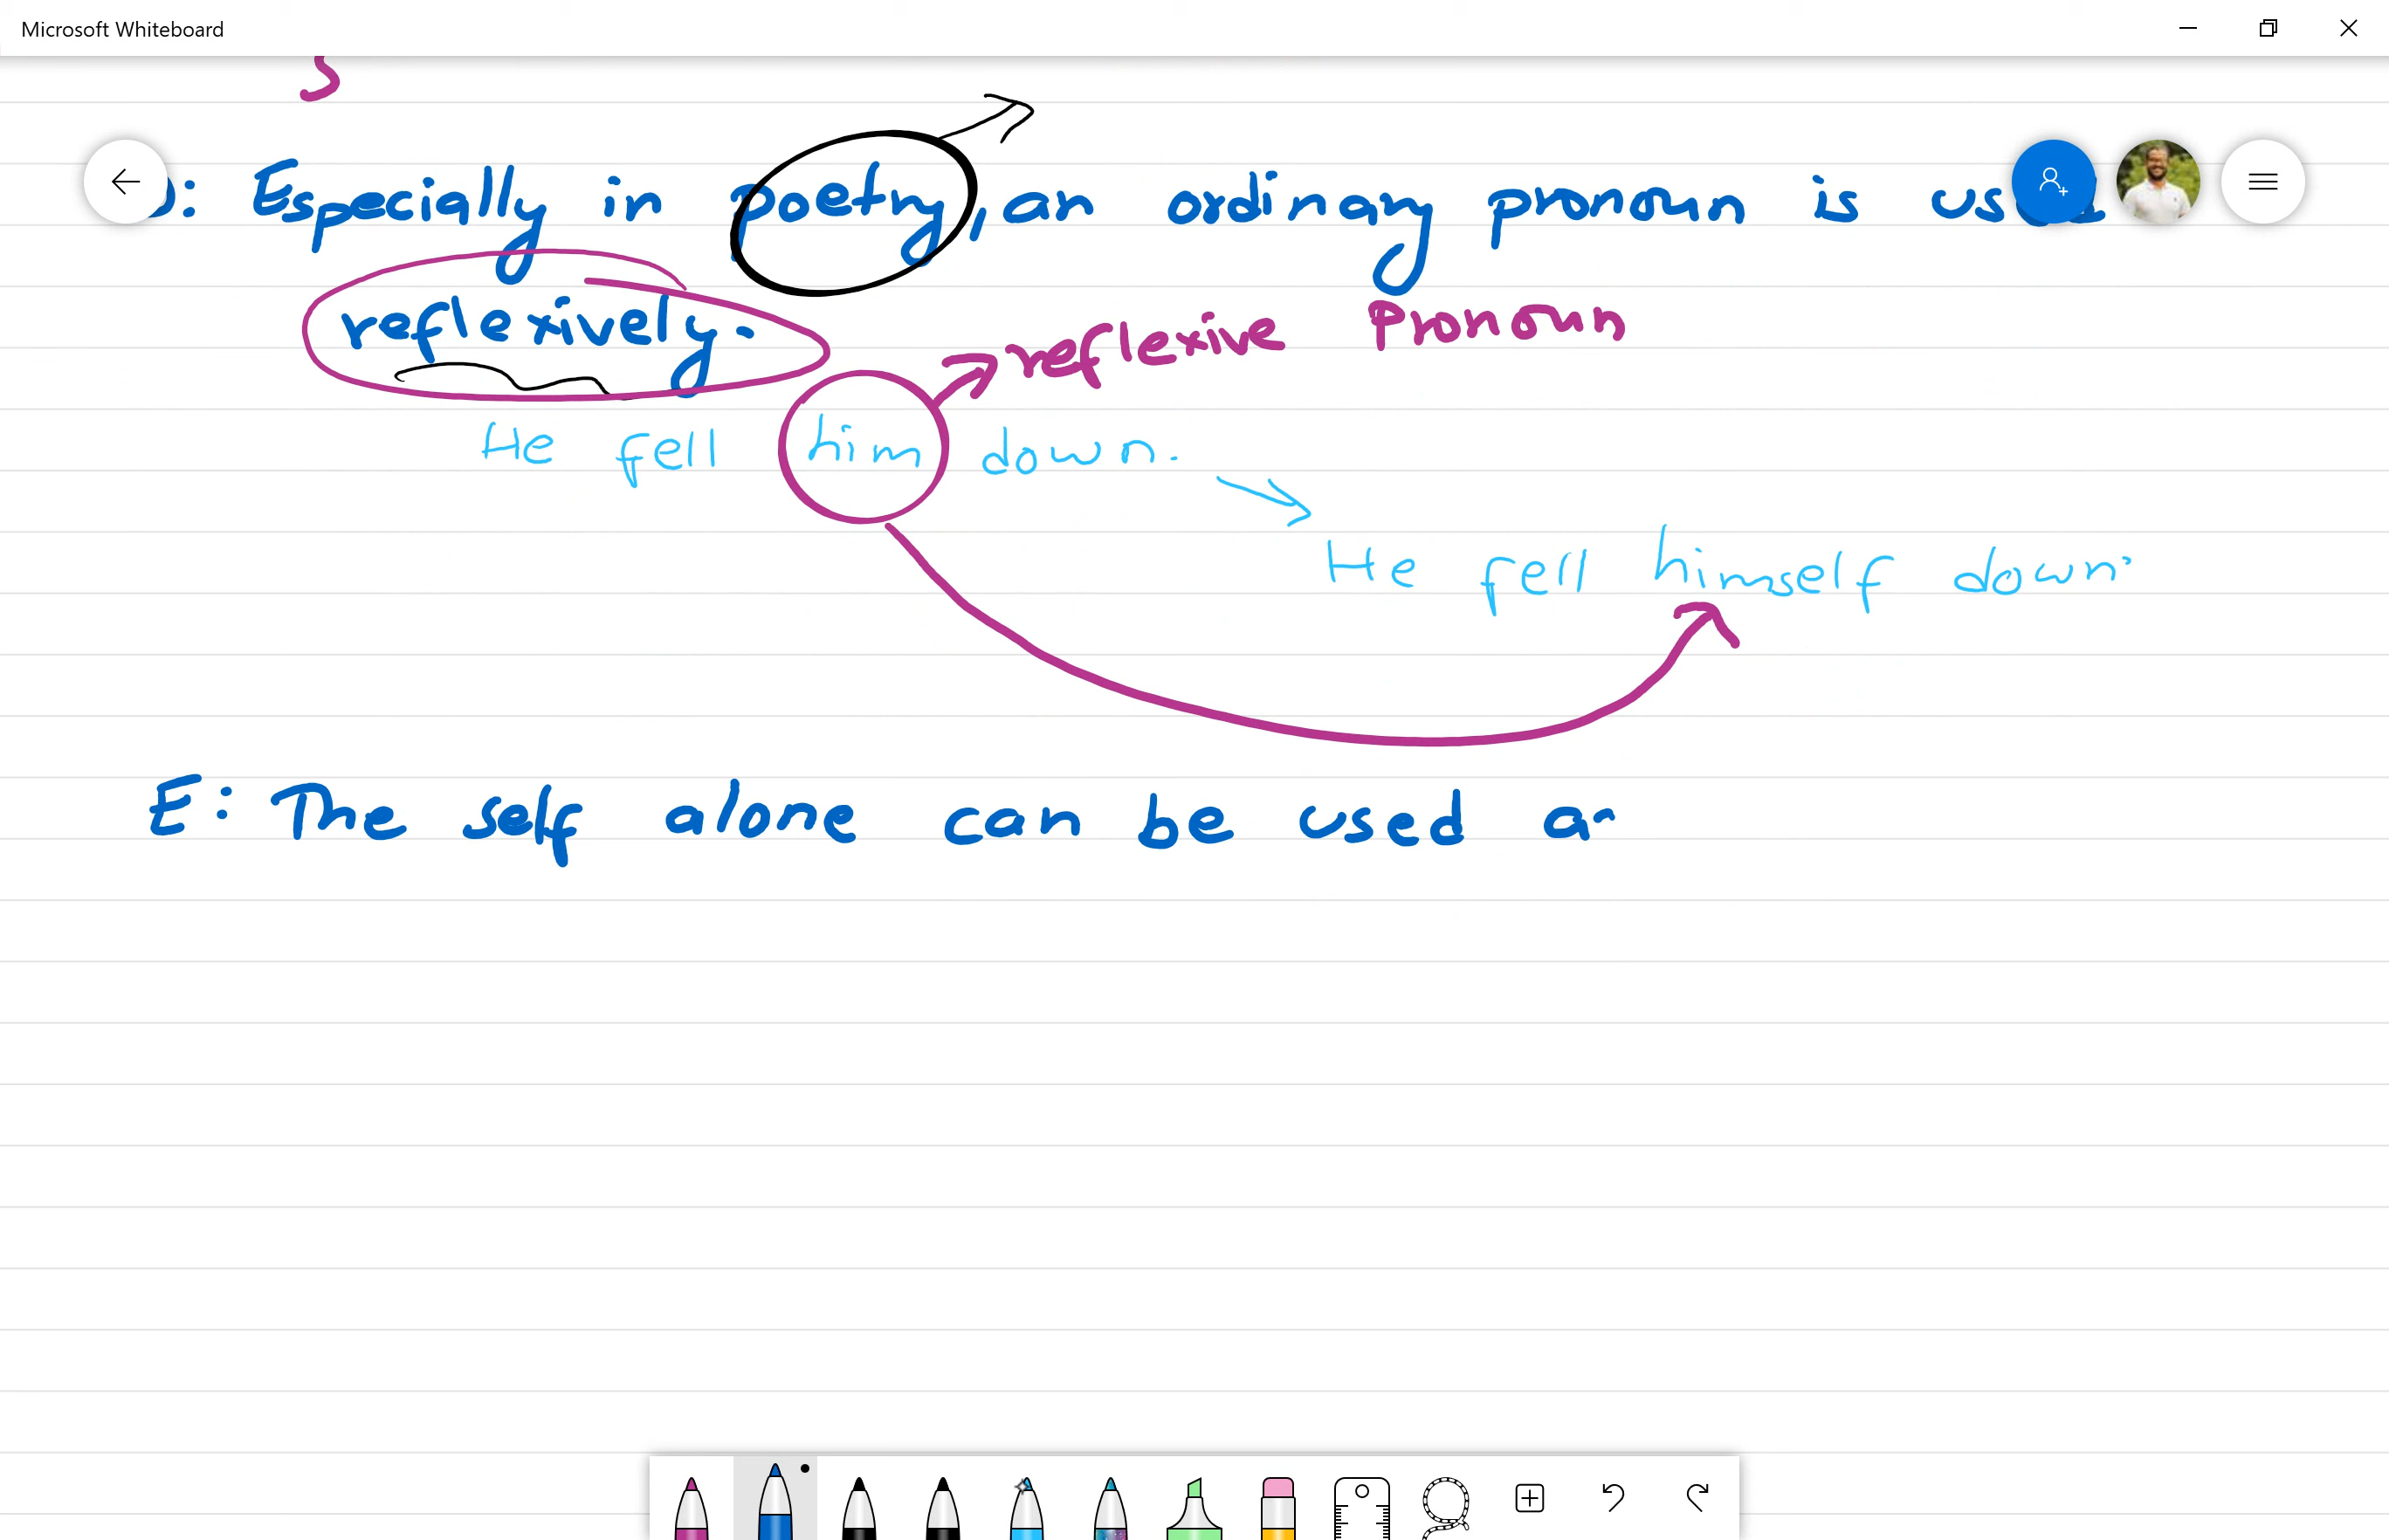 Microsoft Whiteboard
s
D: Especially in poetry, an ordinary pronoun is used
reflexively.
reflexive Pronoun
He fell him down.
He fell himself down.
E: The self alone can be used